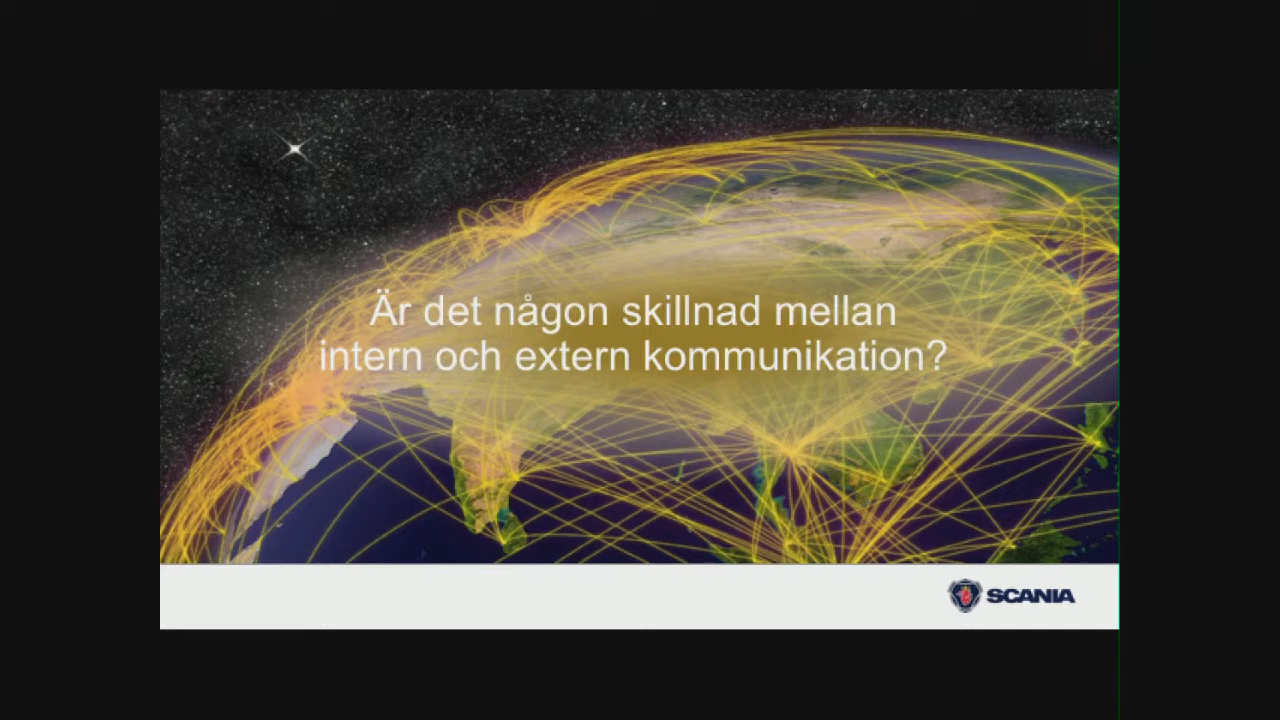 Är det någon skillnad mellan
intern och extern kommunikation?
SCANIA